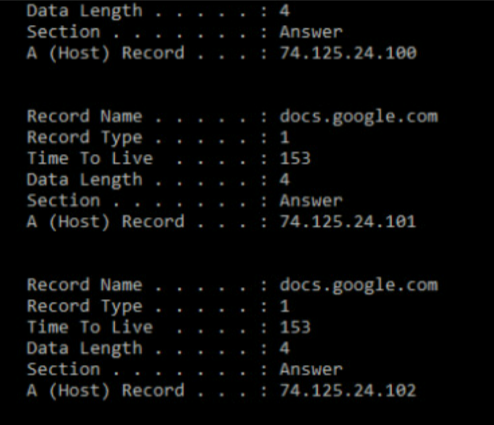 Data Length . . . . . : 4
Section . . . . . . . : Answer
A (Host) Record . . . : 74.125.24.100
Record Name . . . . . : docs.google.com
Record Type . . . . . : 1
Time To Live  . . . . : 153
Data Length . . . . . : 4
Section . . . . . . . : Answer
A (Host) Record . . . : 74.125.24.101
Record Name . . . . . : docs.google.com
Record Type . . . . . : 1
Time To Live  . . . . : 153
Data Length . . . . . : 4
Section . . . . . . . : Answer
A (Host) Record . . . : 74.125.24.102